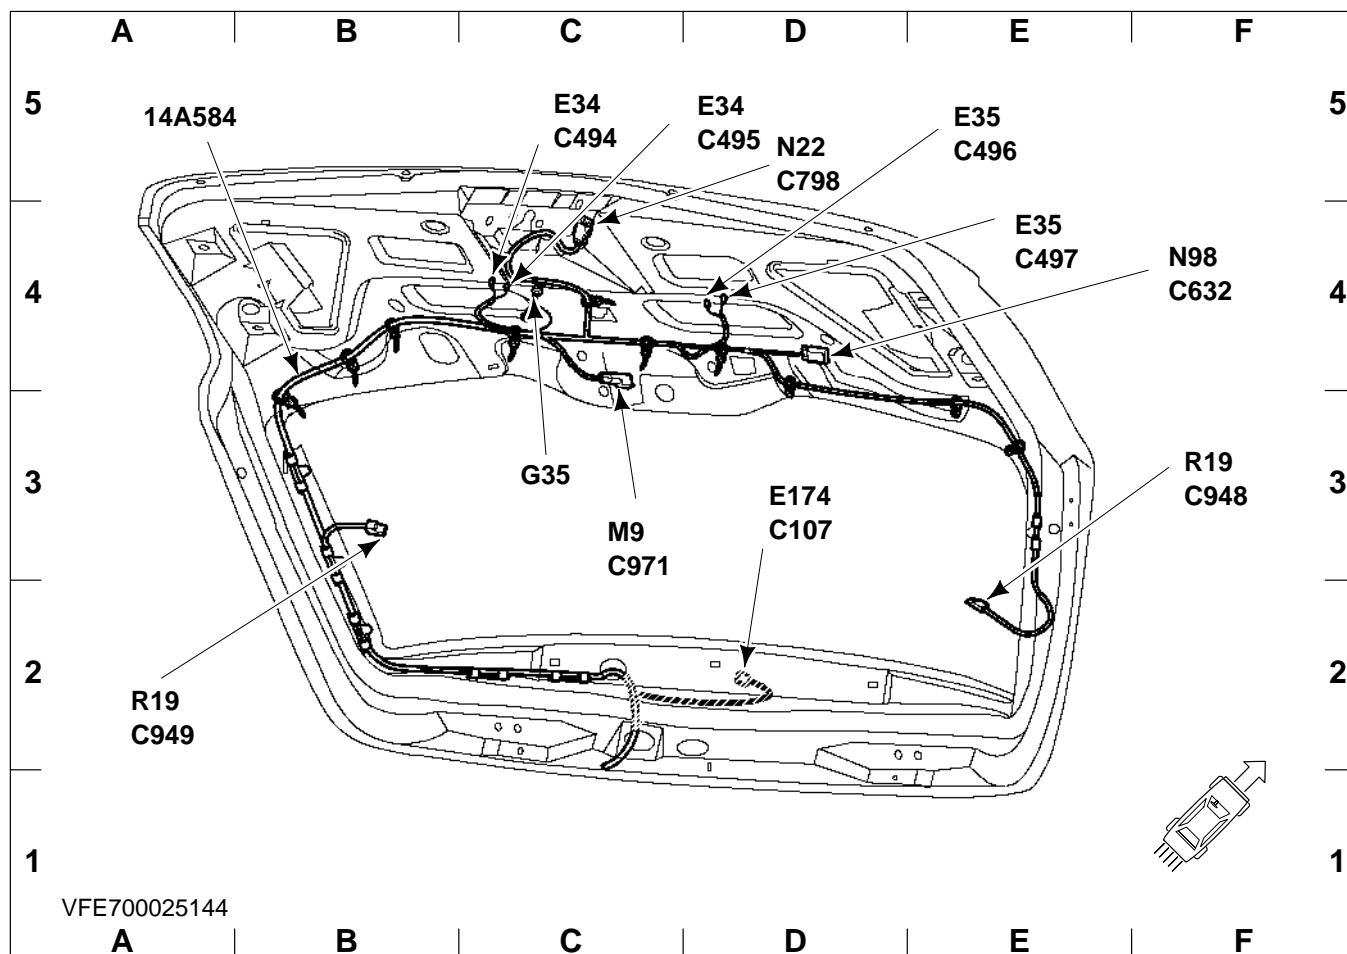 A B C D E F
5 5
14A584
E34
C494
E34
C495
N22
C798
E35
C496
E35
C497
N98
C632
4 4
G35
M9
C971
E174
C107
R19
C948
3 3
R19
C949
2 2
1 1
VFE700025144
A B C D E F